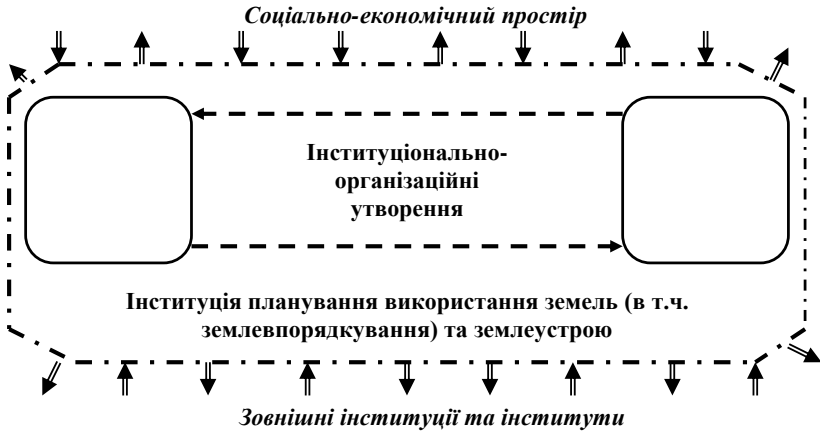 Соціально-економічний простір
Інституціонально-
організаційні
утворення
Інституція планування використання земель (в т.ч.
землевпорядкування) та землеустрою
Зовнішні інституції та інститути